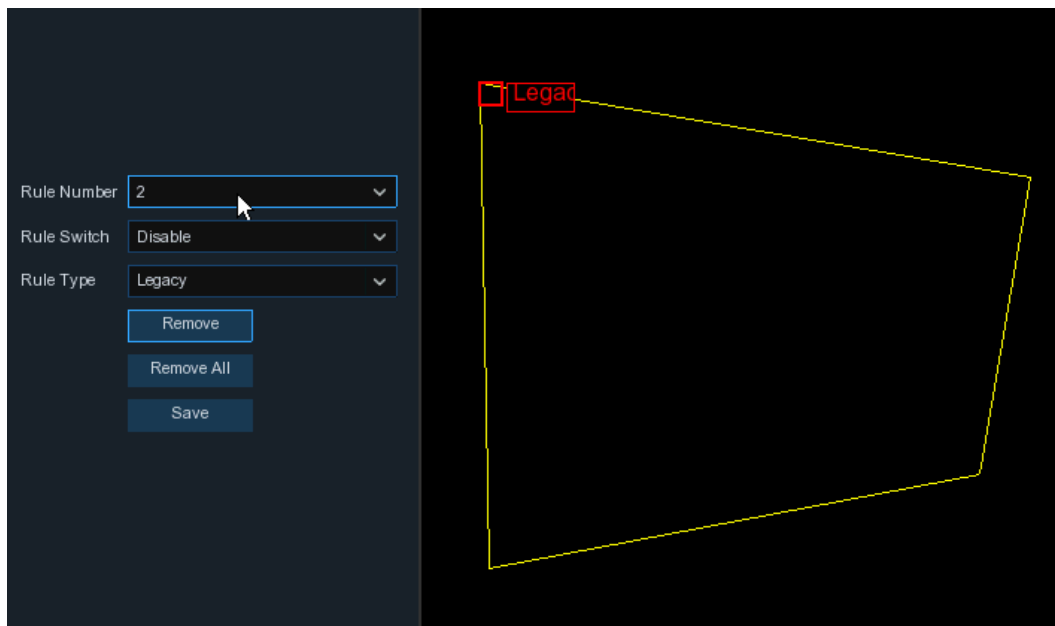 Legac
Rule Number 2
Rule Switch Disable
Rule Type Legacy
Remove
Remove All
Save